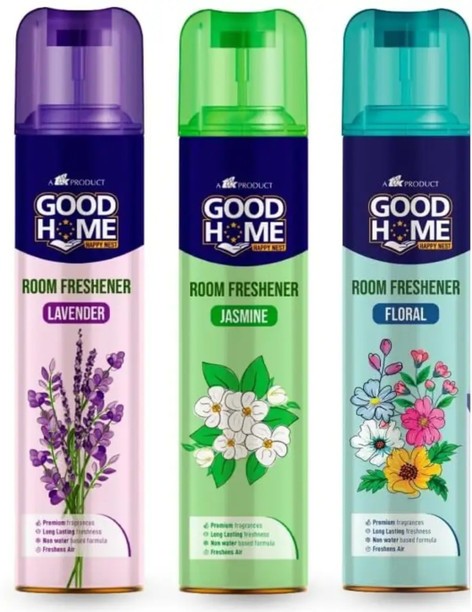 A TTK PRODUCT
GOOD
HOME
HAPPY NEST
ROOM FRESHENER
LAVENDER
Premium fragrances
Long Lasting freshness
Non water based formula
Freshens Air
A TTK PRODUCT
GOOD
HOME
HAPPY NEST
ROOM FRESHENER
JASMINE
Premium fragrances
Long Lasting freshness
Non water based formula
Freshens Air
A TTK PRODUCT
GOOD
HOME
HAPPY NEST
ROOM FRESHENER
FLORAL
Premium fragrances
Long Lasting freshness
Non water based formula
Freshens Air